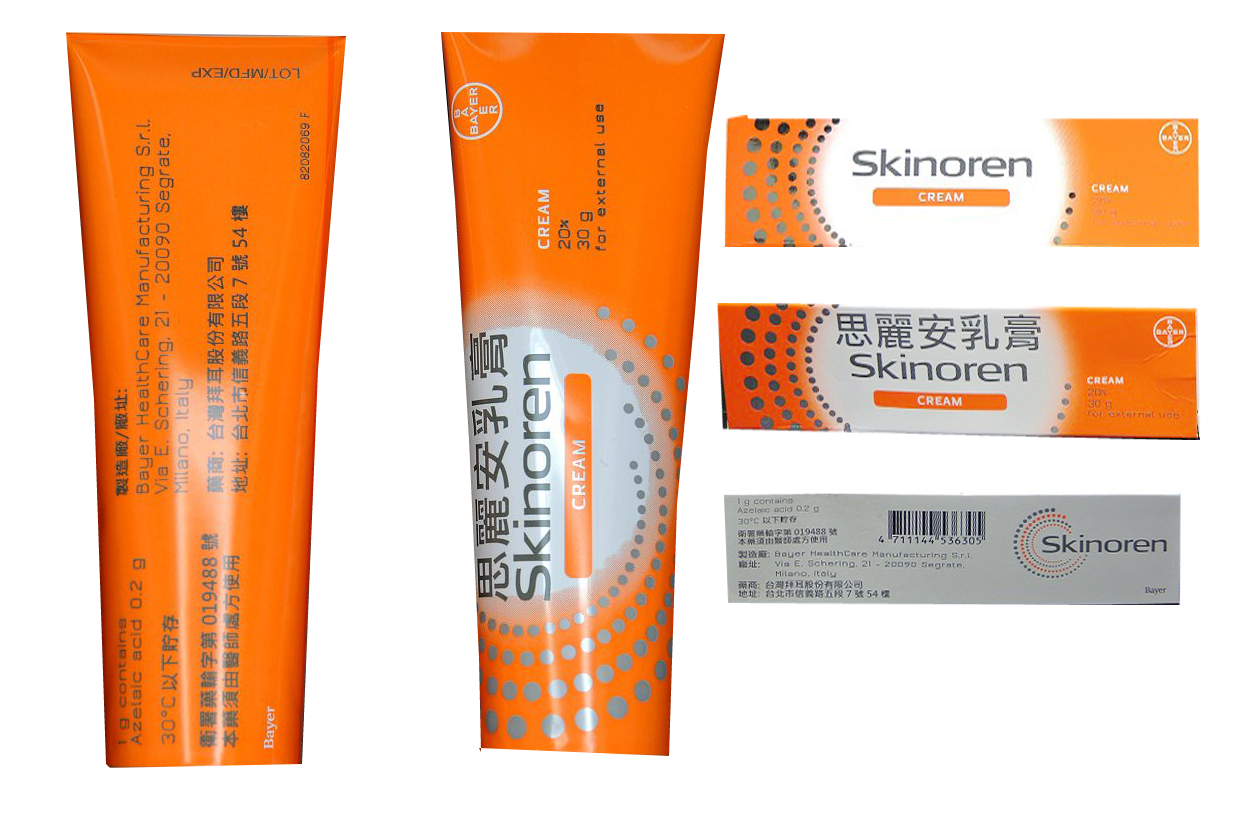 LOT/MFD/EXP
82082069 F
製造廠/廠址:
Bayer HealthCare Manufacturing S.r.l.
Via E. Schering, 21 - 20090 Segrate,
Milano, Italy
藥商: 台灣拜耳股份有限公司
地址: 台北市信義路五段 7 號 54 樓
1 g contains
Azelaic acid 0.2 g
30°C 以下貯存
衛署藥輸字第 019488 號
本藥須由醫師處方使用
Bayer
BAYER
BAYER
CREAM
20%
30 g
for external use
思麗安乳膏
Skinoren
CREAM
Skinoren
CREAM
BAYER
BAYER
CREAM
20%
30 g
for external use
思麗安乳膏
Skinoren
CREAM
BAYER
BAYER
CREAM
20%
30 g
for external use
1 g contains
Azelaic acid 0.2 g
30°C 以下貯存
衛署藥輸字第 019488 號
本藥須由醫師處方使用
製造廠: Bayer HealthCare Manufacturing S.r.l.
廠址: Via E. Schering, 21 - 20090 Segrate,
Milano, Italy
藥商: 台灣拜耳股份有限公司
地址: 台北市信義路五段 7 號 54 樓
4 711144 536305
Skinoren
Bayer